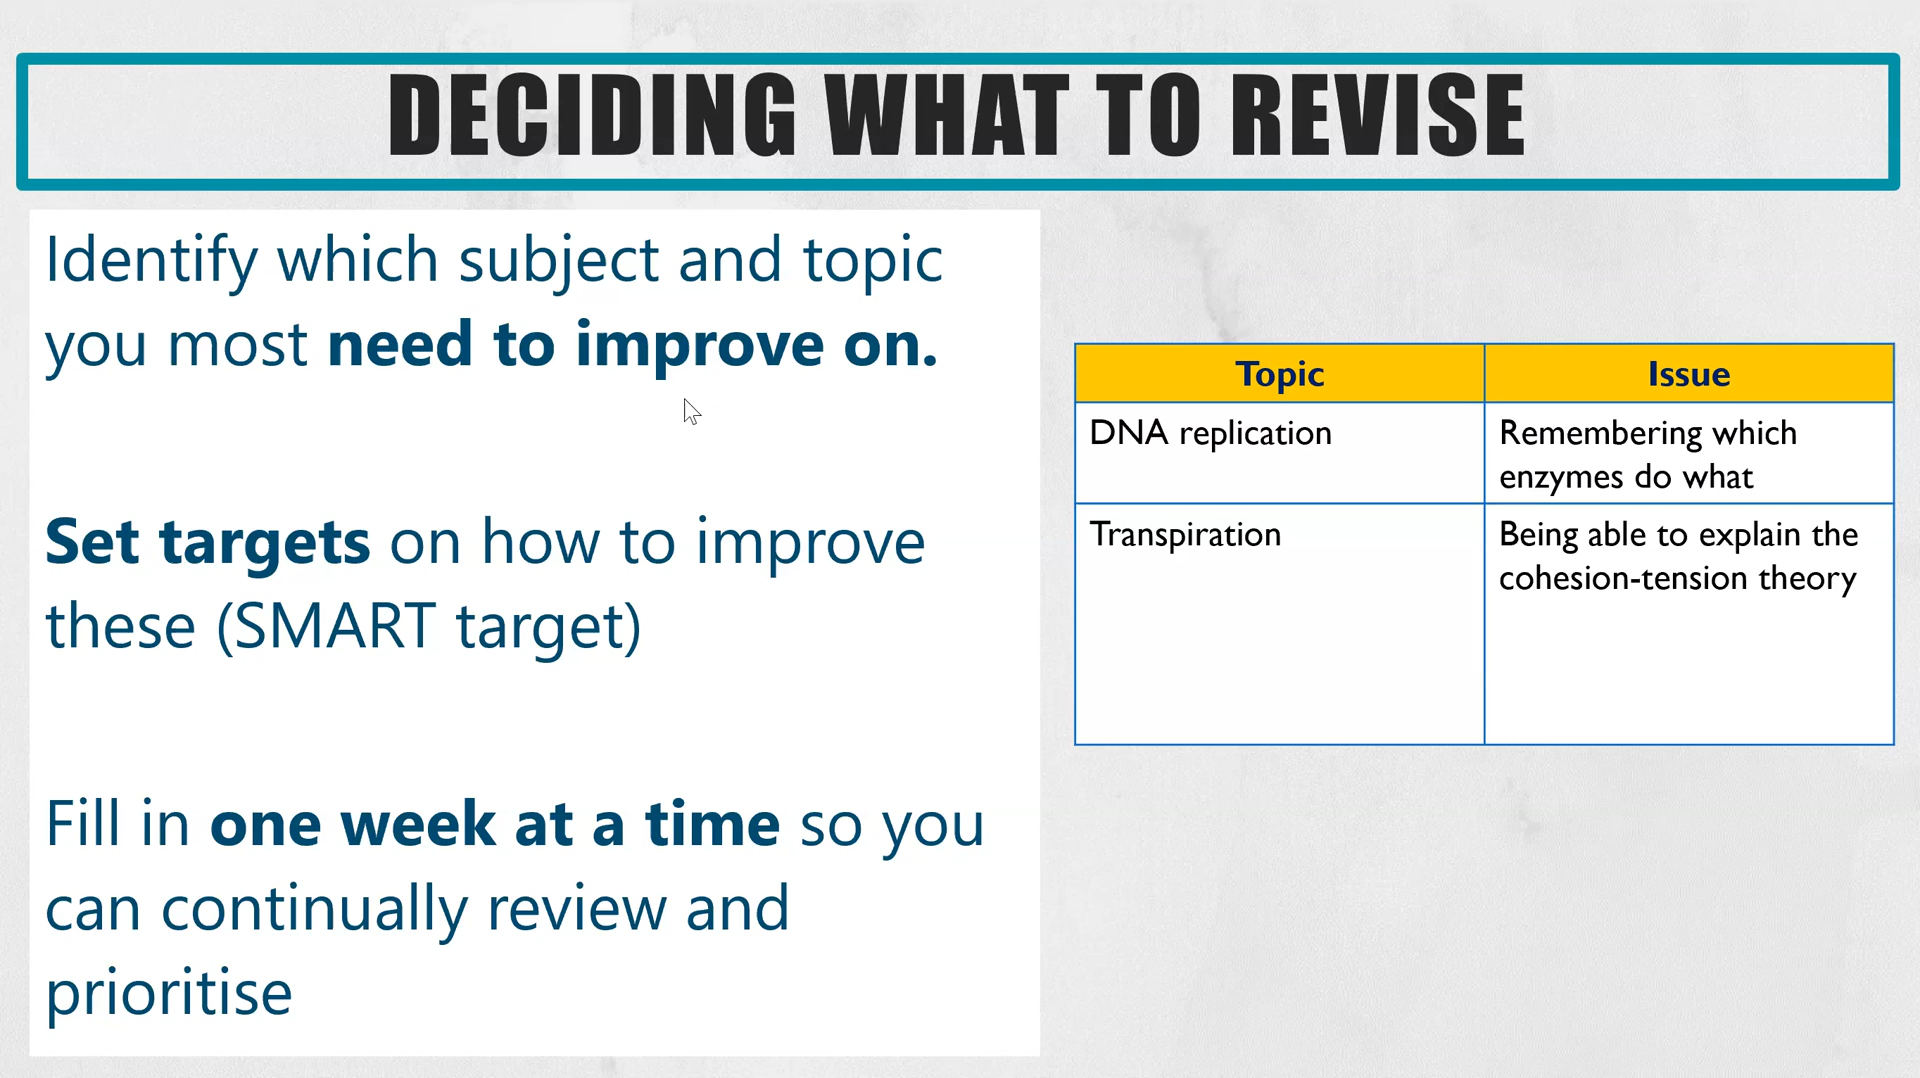 DECIDING WHAT TO REVISE
Identify which subject and topic
you most need to improve on.
Set targets on how to improve
these (SMART target)
Fill in one week at a time so you
can continually review and
prioritise
Topic
Issue
DNA replication
Remembering which
enzymes do what
Transpiration
Being able to explain the
cohesion-tension theory